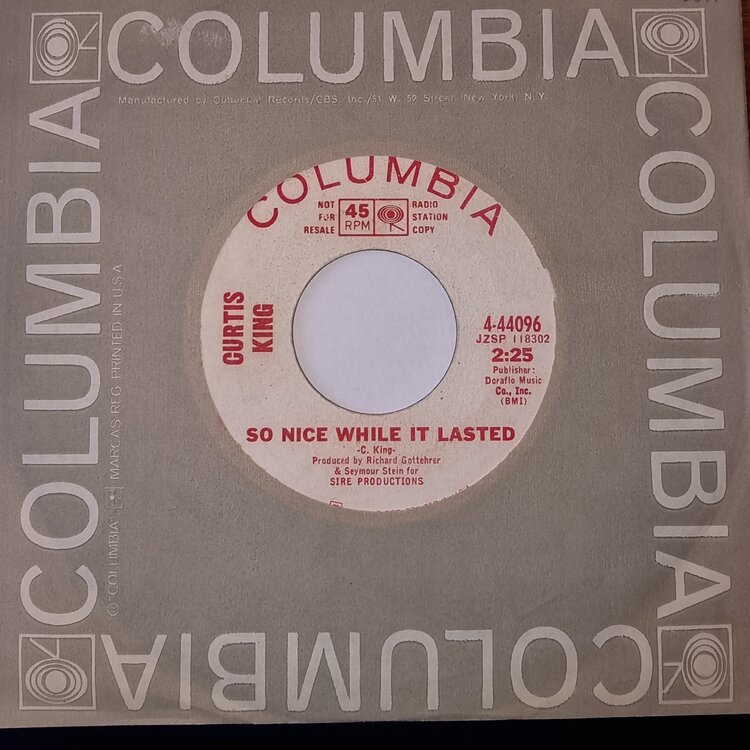 COLUMBIA
Manufactured by Columbia Records/CBS, Inc./51 W. 52 Street, New York, N.Y.
COLUMBIA
COLUMBIA
COLUMBIA
© "COLUMBIA", MARCAS REG. PRINTED IN U.S.A.
COLUMBIA
NOT FOR RESALE
45 RPM
RADIO STATION COPY
CURTIS
KING
4-44096
JZSP 118302
2:25
Publisher:
Doraflo Music
Co., Inc.
(BMI)
SO NICE WHILE IT LASTED
-C. King-
Produced by Richard Gottehrer
& Seymour Stein for
SIRE PRODUCTIONS